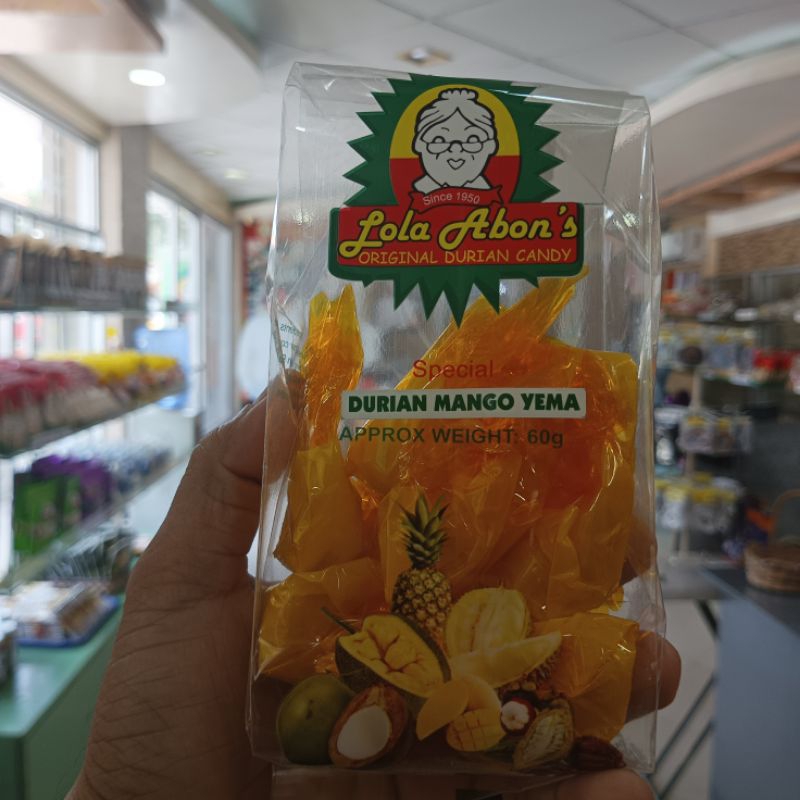 Since 1950
Lola Abon's
ORIGINAL DURIAN CANDY
Special
DURIAN MANGO YEMA
APPROX WEIGHT: 60g